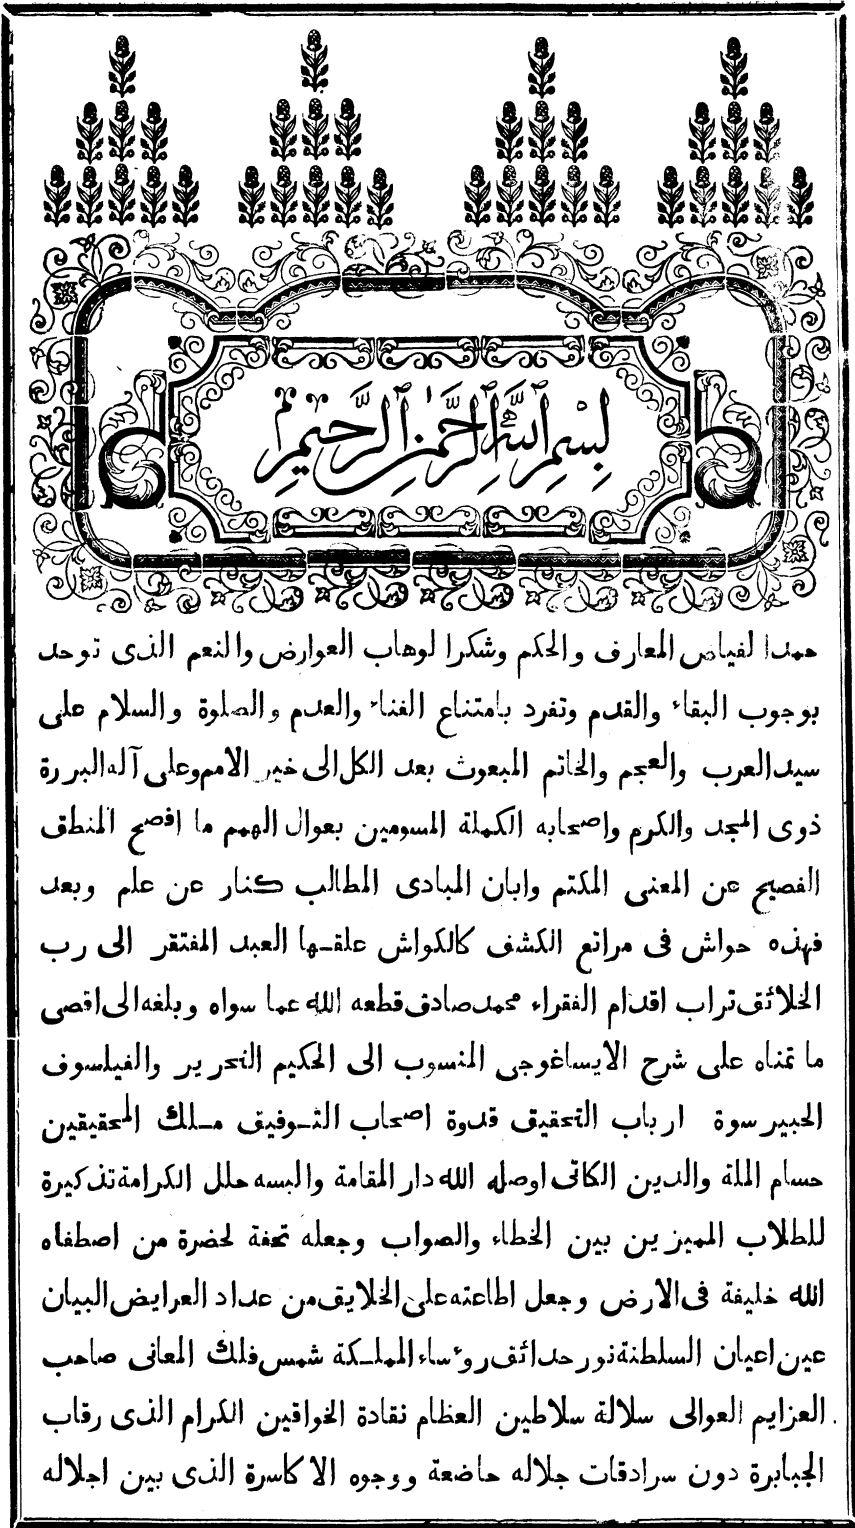 بسم الله الرحمن الرحيم
حمدا لفياض المعارف والحكم وشكرا لوهاب العوارض والنعم الذى توحد
بوجوب البقاء والقدم وتفرد بامتناع الفناء والعدم والصلوة والسلام على
سيد العرب والعجم والخاتم المبعوث بعد الكل الى خير الامم وعلى آله البررة
ذوى المجد والكرم واصحابه الكملة المسومين بعوال الهمم ما افصح المنطق
الفصيح عن المعنى المكتم وابان المبادى المطالب كنار عن علم وبعد
فهذه حواش فى مراتع الكشف كالكواش علقها العبد المفتقر الى رب
الخلائق تراب اقدام الفقراء محمد صادق قطعه الله عما سواه وبلغه الى اقصى
ما تمناه على شرح الايساغوجى المنسوب الى الحكيم التحرير والفيلسوف
الخبير سوة ارباب التحقيق قدوة اصحاب التوفيق ملك المحقيقين
حسام الملة والدين الكاتى اوصله الله دار المقامة والبسه حلل الكرامة تذكيرة
للطلاب المميزين بين الخطاء والصواب وجعله تحفة لحضرة من اصطفاه
الله خليفة فى الارض وجعل اطاعته على الخلايق من عداد العرايض البيان
عين اعيان السلطنة نور حدائق روءساء المملكة شمس فلك المعانى صاحب
العزايم العوالى سلالة سلاطين العظام نقادة الخواقين الكرام الذى رقاب
الجبابرة دون سرادقات جلاله حاضعة ووجوه الاكاسرة الذى بين اجلاله